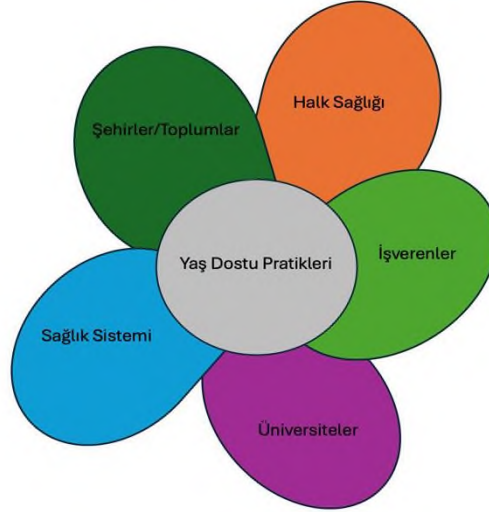 Halk Sağlığı
Şehirler/Toplumlar
Yaş Dostu Pratikleri
İşverenler
Sağlık Sistemi
Üniversiteler